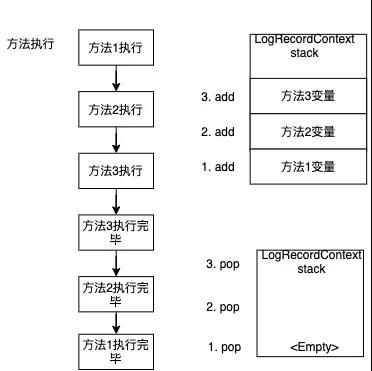 方法执行
方法1执行
方法2执行
方法3执行
方法3执行完
毕
方法2执行完
毕
方法1执行完
毕
LogRecordContext
stack
3. add
方法3变量
2. add
方法2变量
1. add
方法1变量
LogRecordContext
stack
3. pop
2. pop
1. pop
<Empty>